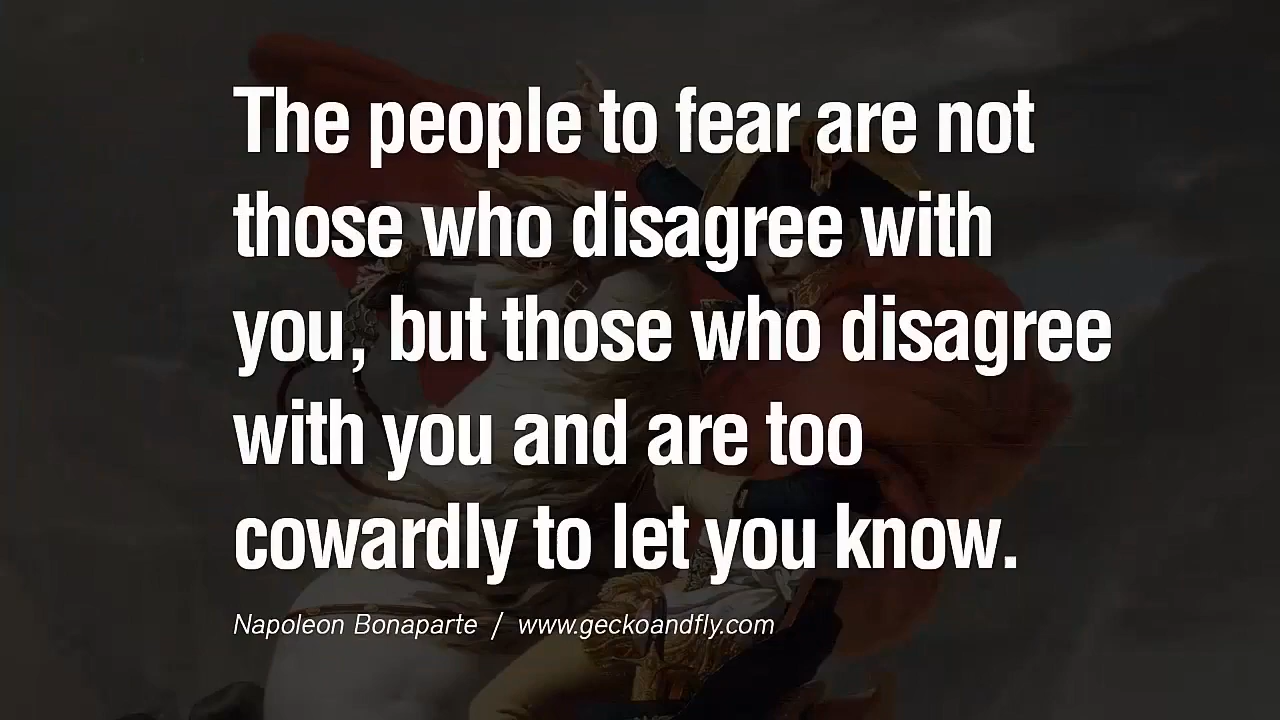 The people to fear are not
those who disagree with
you, but those who disagree
with you and are too
cowardly to let you know.
Napoleon Bonaparte / www.geckoandfly.com